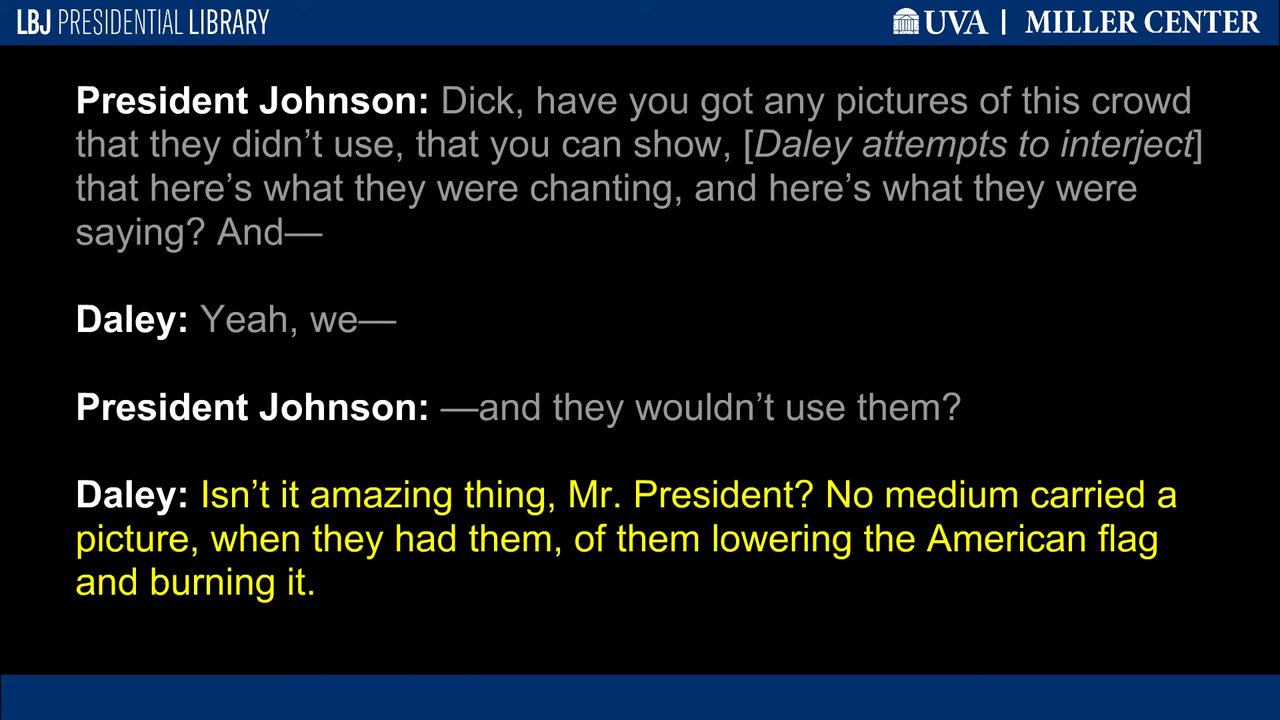 LBJ PRESIDENTIAL LIBRARY
UVA | MILLER CENTER
President Johnson: Dick, have you got any pictures of this crowd
that they didn’t use, that you can show, [Daley attempts to interject]
that here’s what they were chanting, and here’s what they were
saying? And—
Daley: Yeah, we—
President Johnson: —and they wouldn’t use them?
Daley: Isn’t it amazing thing, Mr. President? No medium carried a
picture, when they had them, of them lowering the American flag
and burning it.